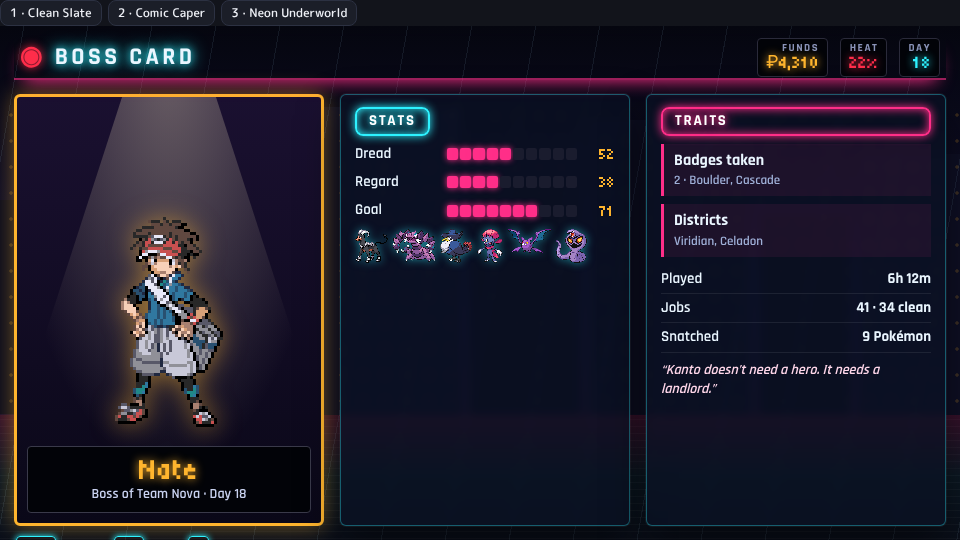 1 · Clean Slate
2 · Comic Caper
3 · Neon Underworld
BOSS CARD
FUNDS
₽4,310
HEAT
22%
DAY
18
STATS
Dread 52
Regard 38
Goal 71
Nate
Boss of Team Nova · Day 18
TRAITS
Badges taken
2 · Boulder, Cascade
Districts
Viridian, Celadon
Played 6h 12m
Jobs 41 · 34 clean
Snatched 9 Pokémon
“Kanto doesn’t need a hero. It needs a
landlord.”